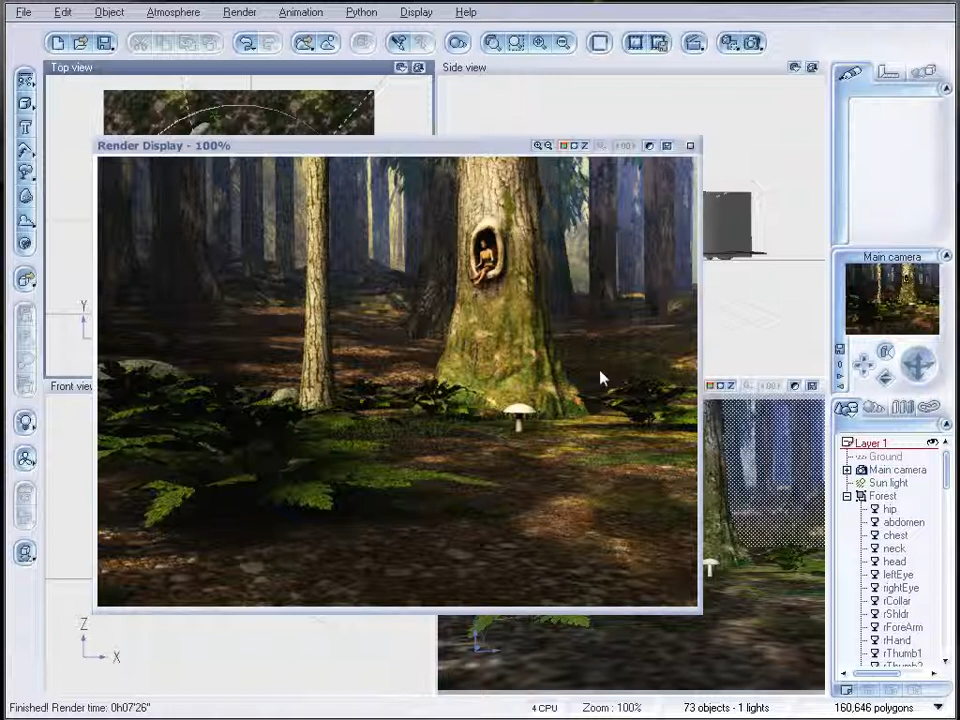 File Edit Object Atmosphere Render Animation Python Display Help
Top view
Side view
Render Display - 100%
Main camera
Y
Front view
Layer 1
Ground
Main camera
Sun light
Forest
hip
abdomen
chest
neck
head
leftEye
rightEye
rCollar
rShldr
rForeArm
rHand
rThumb1
Z
X
Finished! Render time: 0h07'26" 4 CPU Zoom : 100% 73 objects - 1 lights 160,646 polygons